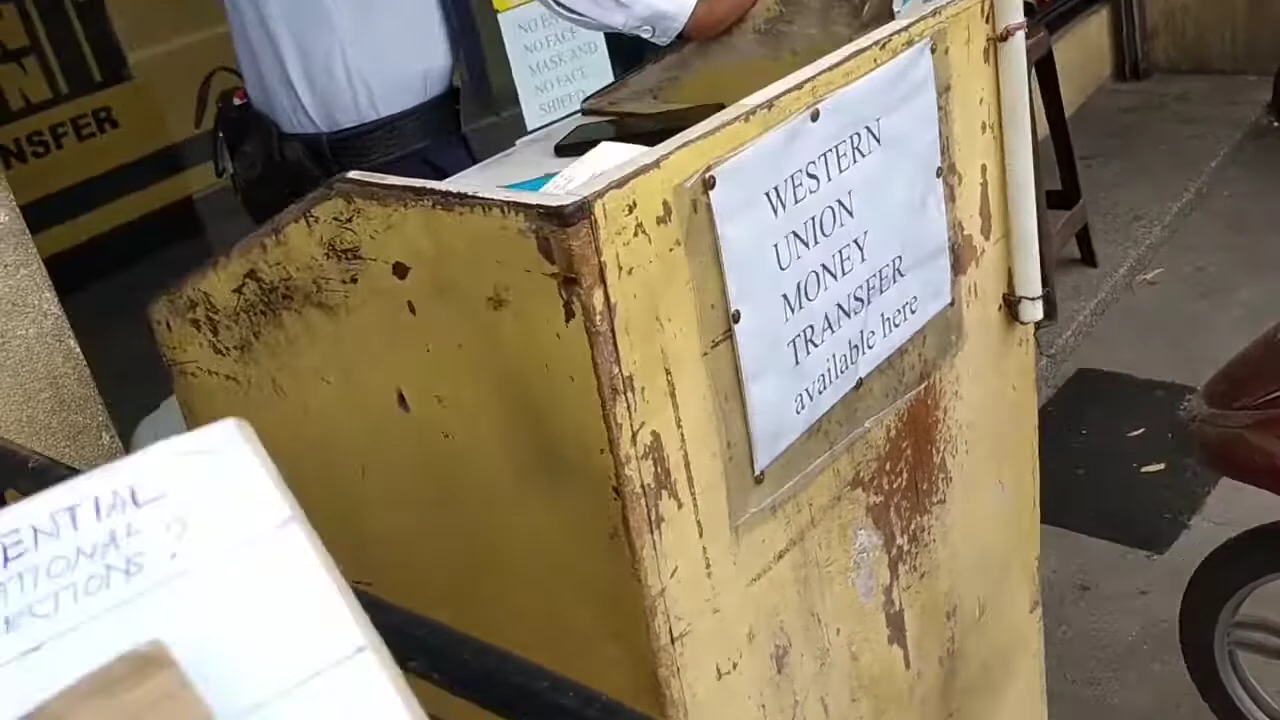 NSFER
NO FACE
MASK AND
NO FACE
SHIELD
WESTERN
UNION
MONEY
TRANSFER
available here
ENTIAL